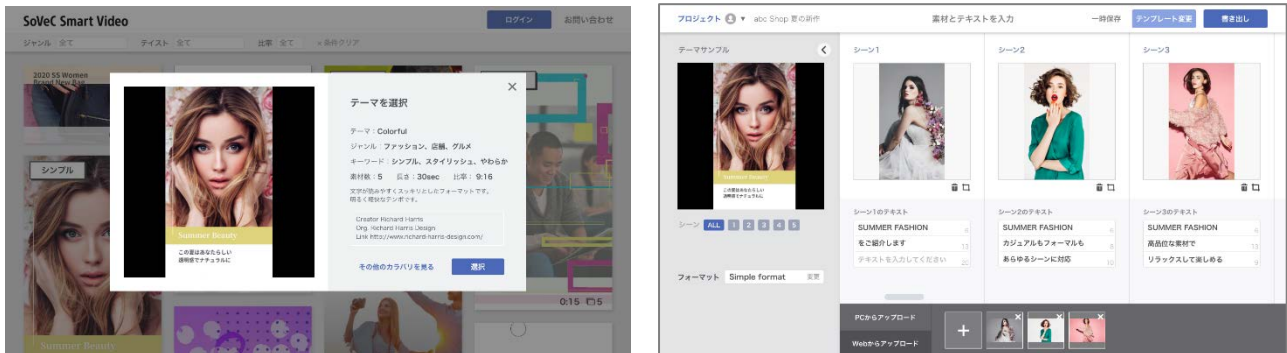 SoVeC Smart Video
ログイン
お問い合わせ
ジャンル 全て
テイスト 全て
比率 全て
×条件クリア
2020 SS Women
Brand New Bag
シンプル
Summer Beauty
0:15 5
Summer Beauty
この夏はあなたらしい
透明感でナチュラルに
×
テーマを選択
テーマ:Colorful
ジャンル:ファッション、店舗、グルメ
キーワード:シンプル、スタイリッシュ、やわらか
素材数:5 長さ:30sec 比率:9:16
文字が読みやすくスッキリとしたフォーマットです。
明るく軽快なテンポです。
Creator Richard Harris
Org. Richard Harris Design
Link http://www.richard-harris-design.com/
その他のカラバリを見る
選択
プロジェクト
abc Shop 夏の新作
素材とテキストを入力
一時保存
テンプレート変更
書き出し
テーマサンプル
Summer Beauty
この夏はあなたらしい
透明感でナチュラルに
シーン ALL 1 2 3 4 5
フォーマット Simple format 変更
シーン1
シーン2
シーン3
シーン1のテキスト
SUMMER FASHION 6
をご紹介します 13
テキストを入力してください 20
シーン2のテキスト
SUMMER FASHION 6
カジュアルもフォーマルも 8
あらゆるシーンに対応 10
シーン3のテキスト
SUMMER FASHION 6
高品位な素材で 13
リラックスして楽しめる 9
PCからアップロード
Webからアップロード